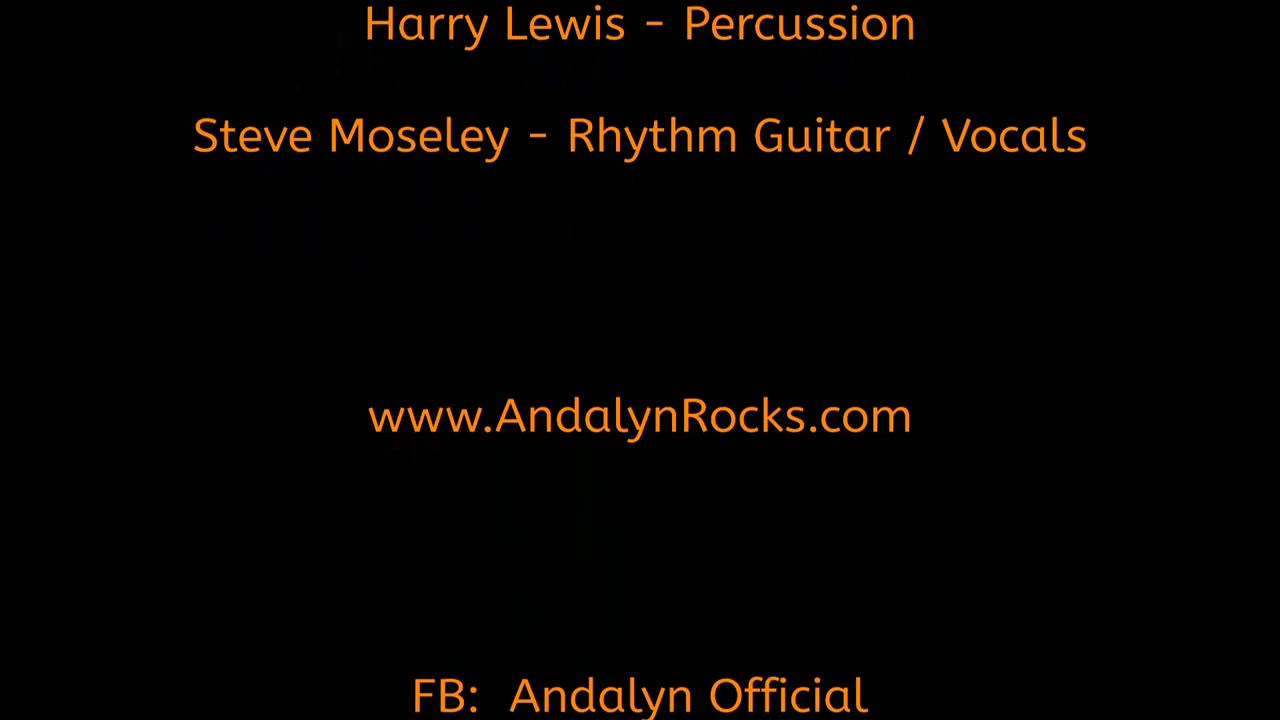 Harry Lewis - Percussion
Steve Moseley - Rhythm Guitar / Vocals
www.AndalynRocks.com
FB: Andalyn Official